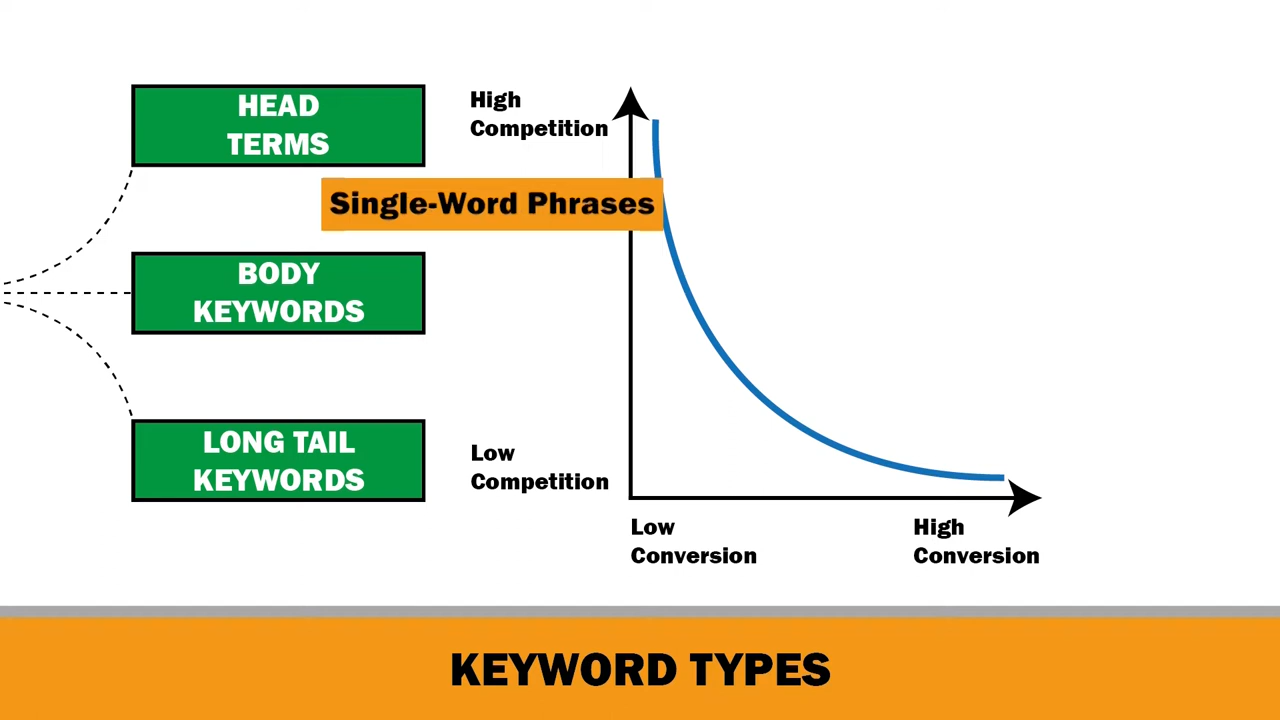 HEAD
TERMS
High
Competition
Single-Word Phrases
BODY
KEYWORDS
LONG TAIL
KEYWORDS
Low
Competition
Low
Conversion
High
Conversion
KEYWORD TYPES